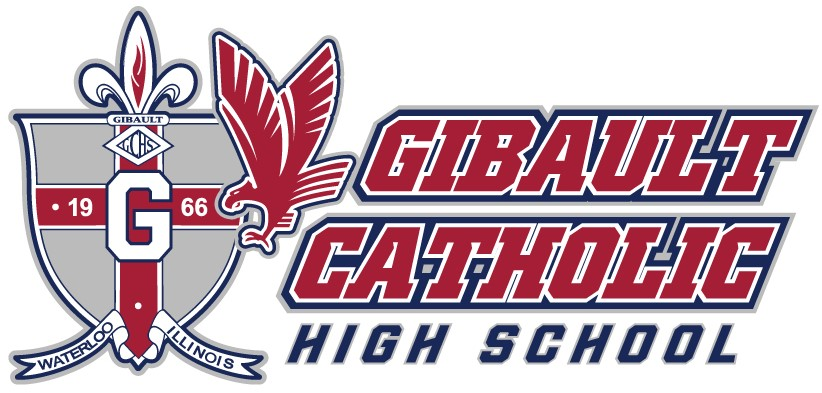 GIBAULT
GCHS
• 19 G 66
WATERLOO ILLINOIS
GIBAULT
CATHOLIC
HIGH SCHOOL